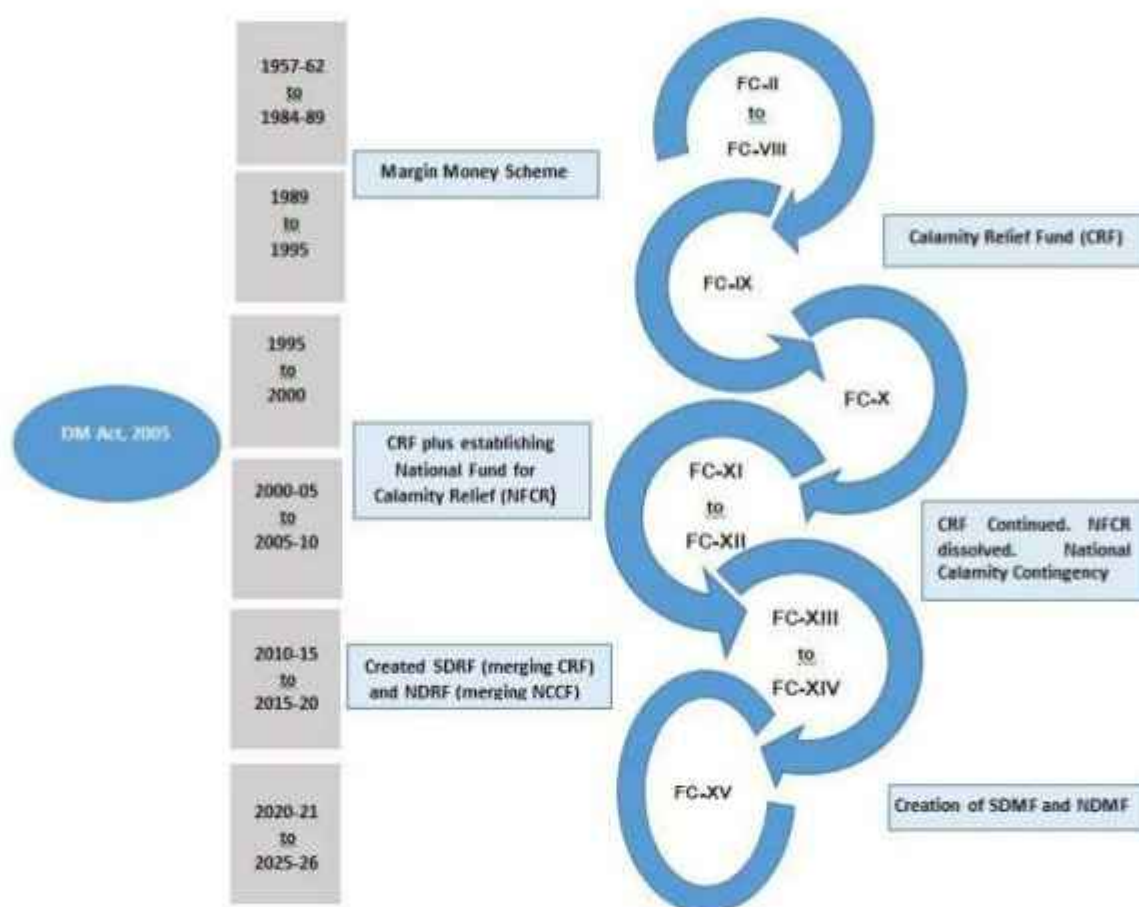 1957-62
to
1984-89
FC-II
to
FC-VIII
Margin Money Scheme
1989
to
1995
Calamity Relief Fund (CRF)
FC-IX
1995
to
2000
FC-X
DM Act, 2005
CRF plus establishing
National Fund for
Calamity Relief (NFCR)
FC-XI
to
FC-XII
2000-05
to
2005-10
CRF Continued. NFCR
dissolved. National
Calamity Contingency
FC-XIII
to
FC-XIV
2010-15
to
2015-20
Created SDRF (merging CRF)
and NDRF (merging NCCF)
FC-XV
2020-21
to
2025-26
Creation of SDMF and NDMF